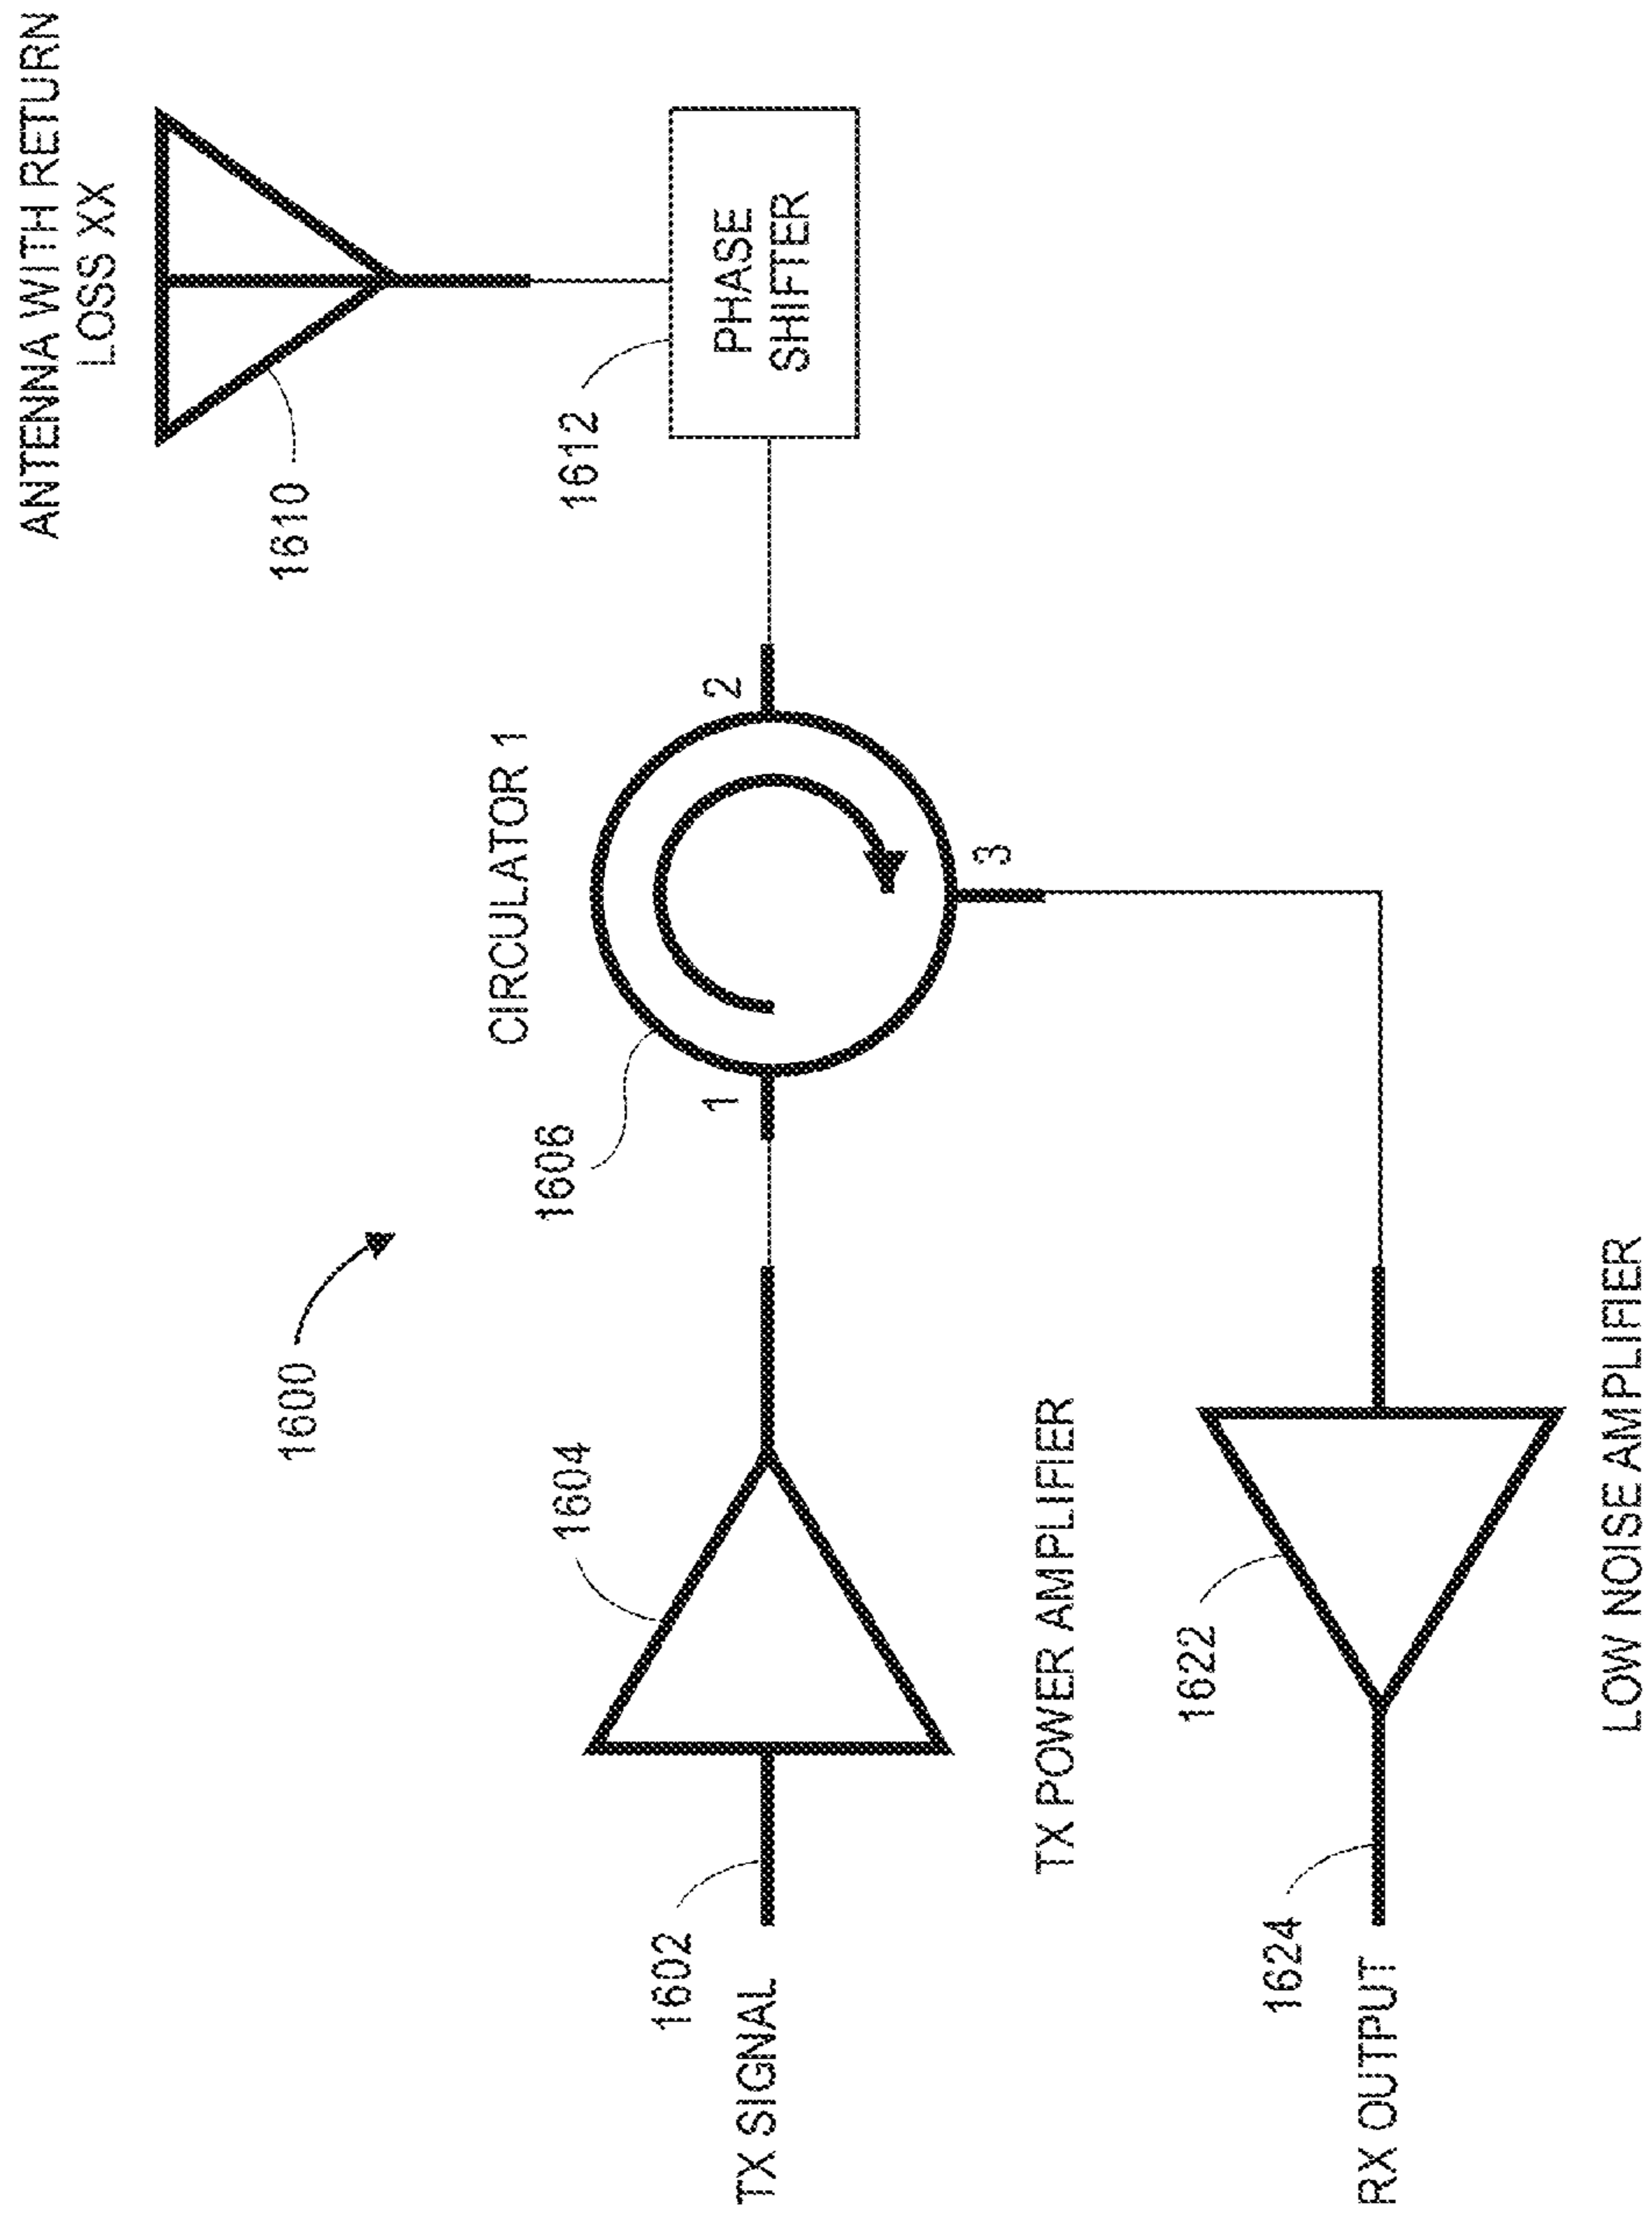 ANTENNA WITH RETURN
LOSS XX
1610
1612
PHASE
SHIFTER
CIRCULATOR 1
1606
1
2
3
1600
1604
TX POWER AMPLIFIER
1602
TX SIGNAL
1622
LOW NOISE AMPLIFIER
1624
RX OUTPUT